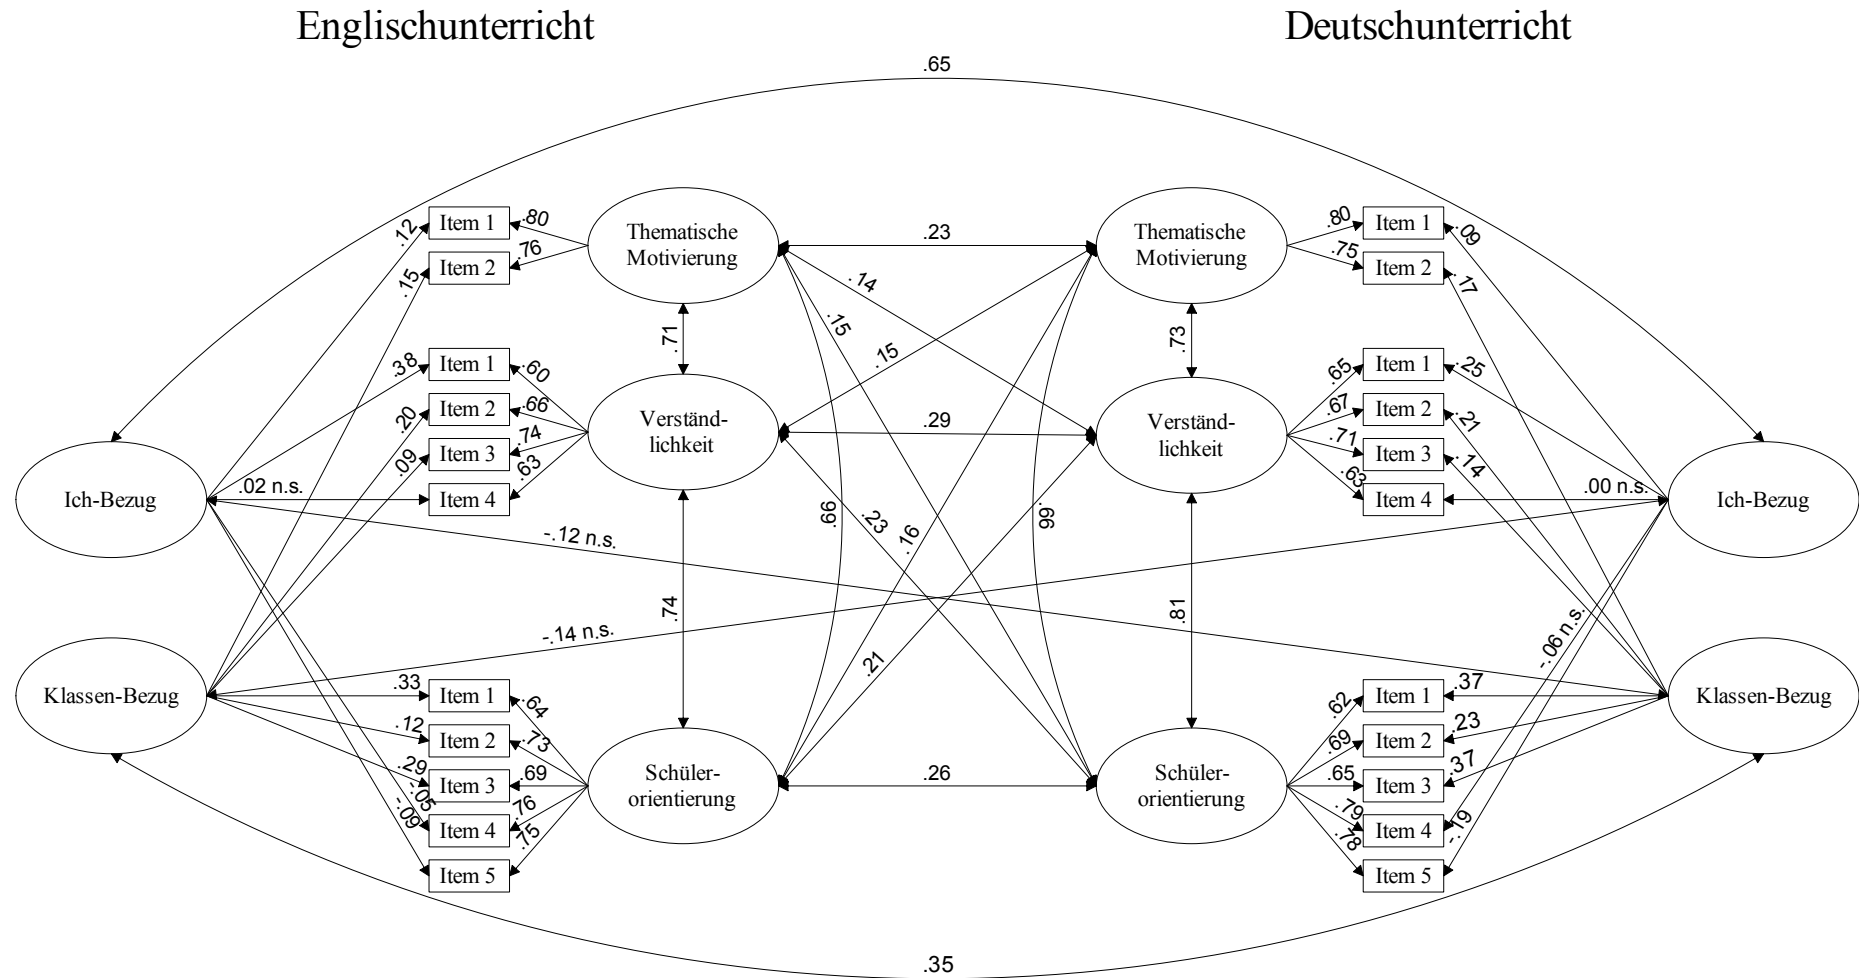 Englischunterricht
Deutschunterricht
.65
.12
Item 1
.80
Thematische
Motivierung
.23
Thematische
Motivierung
.80
Item 1
.09
.15
Item 2
.76
.14
.75
Item 2
.17
.71
.15
.15
.73
.38
Item 1
.60
.65
Item 1
.25
.20
Item 2
.66
Verständ-
lichkeit
.29
Verständ-
lichkeit
.67
Item 2
.21
.09
Item 3
.74
.71
Item 3
.14
Ich-Bezug
.02 n.s.
Item 4
.63
.63
Item 4
.00 n.s.
Ich-Bezug
.66
.23
.16
.66
-.12 n.s.
.74
.81
-.14 n.s.
-.06 n.s.
.21
Klassen-Bezug
.33
Item 1
.64
.62
Item 1
.37
Klassen-Bezug
.12
Item 2
.73
.69
Item 2
.23
.29
Item 3
.69
Schüler-
orientierung
.26
Schüler-
orientierung
.65
Item 3
.37
-.05
Item 4
.76
.79
Item 4
-.09
Item 5
.75
.78
Item 5
-.19
.35